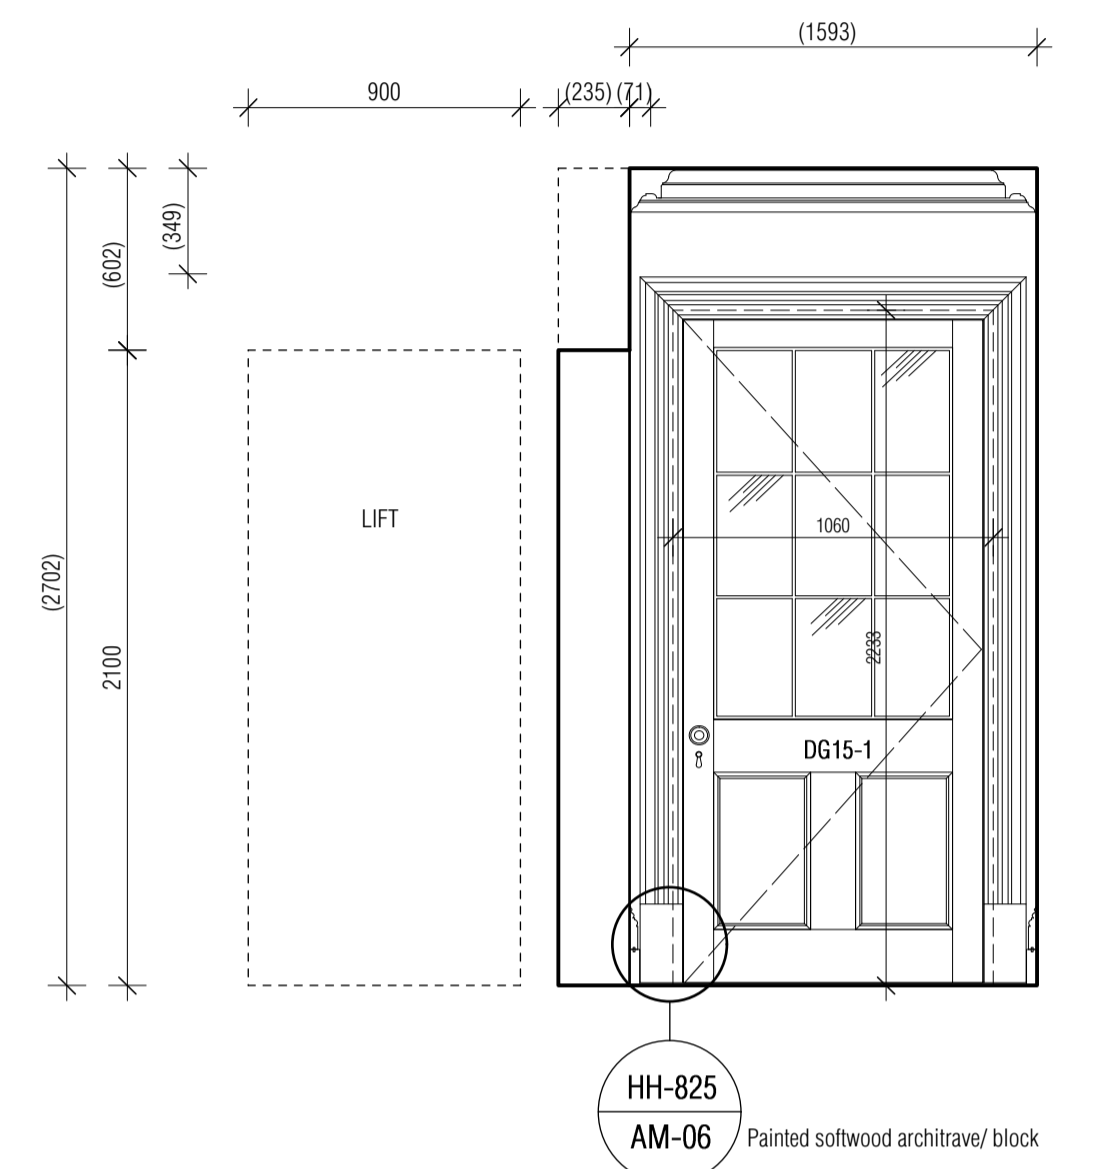 (1593)
900
(235) (71)
(349)
(602)
LIFT
1060
(2702)
2100
2233
DG15-1
HH-825
AM-06
Painted softwood architrave/ block